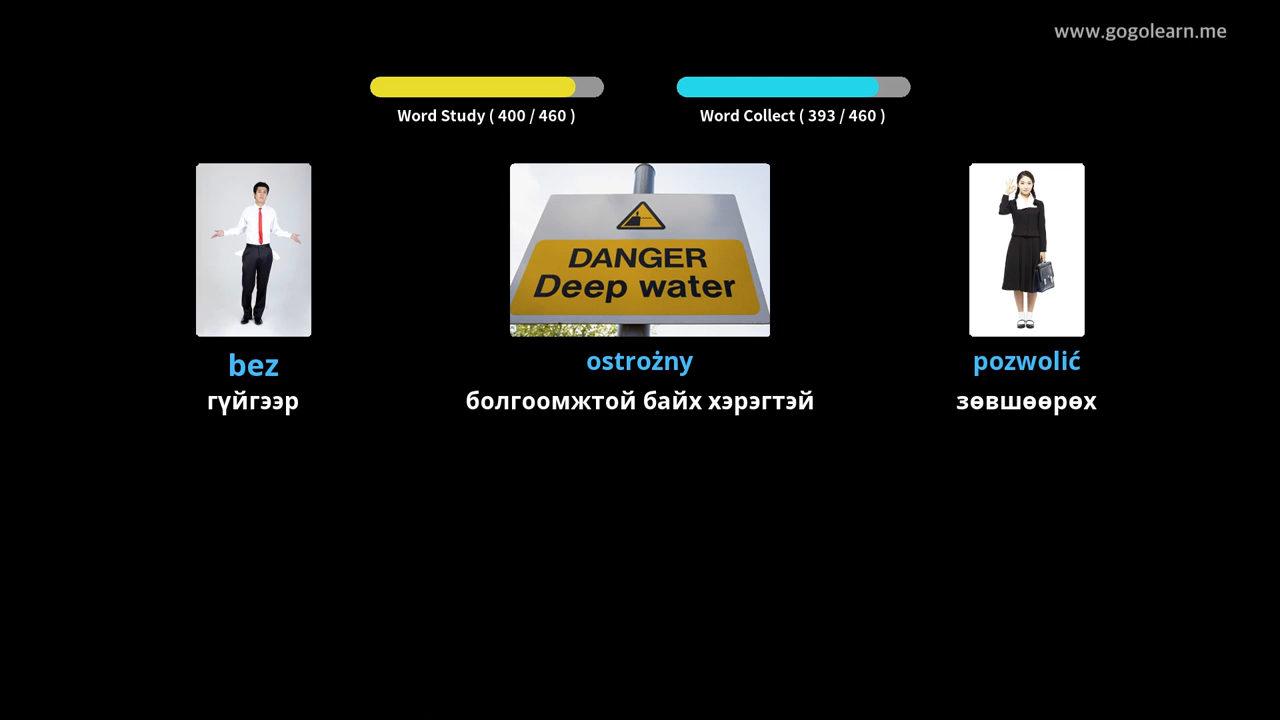 www.gogolearn.me
Word Study ( 400 / 460 )
Word Collect ( 393 / 460 )
DANGER
Deep water
bez
ostrożny
pozwolić
гүйгээр
болгоомжтой байх хэрэгтэй
зөвшөөрөх